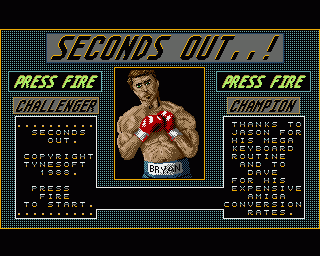 SECONDS OUT..!
PRESS FIRE
PRESS FIRE
CHALLENGER
CHAMPION
SECONDS
OUT.
COPYRIGHT
TYNESOFT
1988.
PRESS
FIRE
TO START.
BRYAN
THANKS TO
JASON FOR
HIS MEGA
KEYBOARD
ROUTINE
AND TO
DAVE
FOR HIS
EXPENSIVE
AMIGA
CONVERSION
RATES.